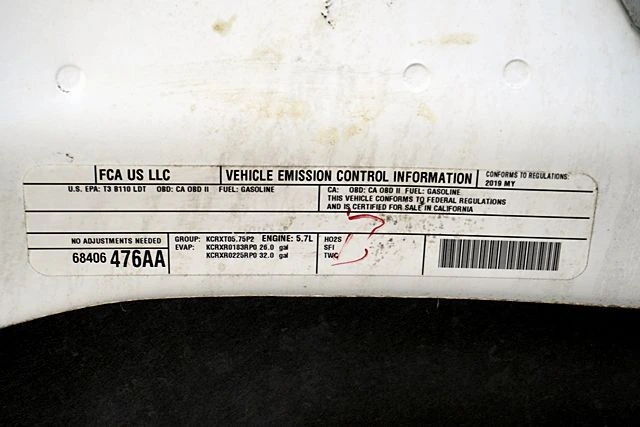 FCA US LLC
VEHICLE EMISSION CONTROL INFORMATION
CONFORMS TO REGULATIONS:
2019 MY
U.S. EPA: T3 B110 LDT OBD: CA OBD II FUEL: GASOLINE
CA: OBD: CA OBD II FUEL: GASOLINE
THIS VEHICLE CONFORMS TO FEDERAL REGULATIONS
AND IS CERTIFIED FOR SALE IN CALIFORNIA
NO ADJUSTMENTS NEEDED
68406 476AA
GROUP: KCRXT05.75P2 ENGINE: 5.7L
EVAP: KCRXR0183RP0 26.0 gal
KCRXR0225RP0 32.0 gal
HO2S
SFI
TWC